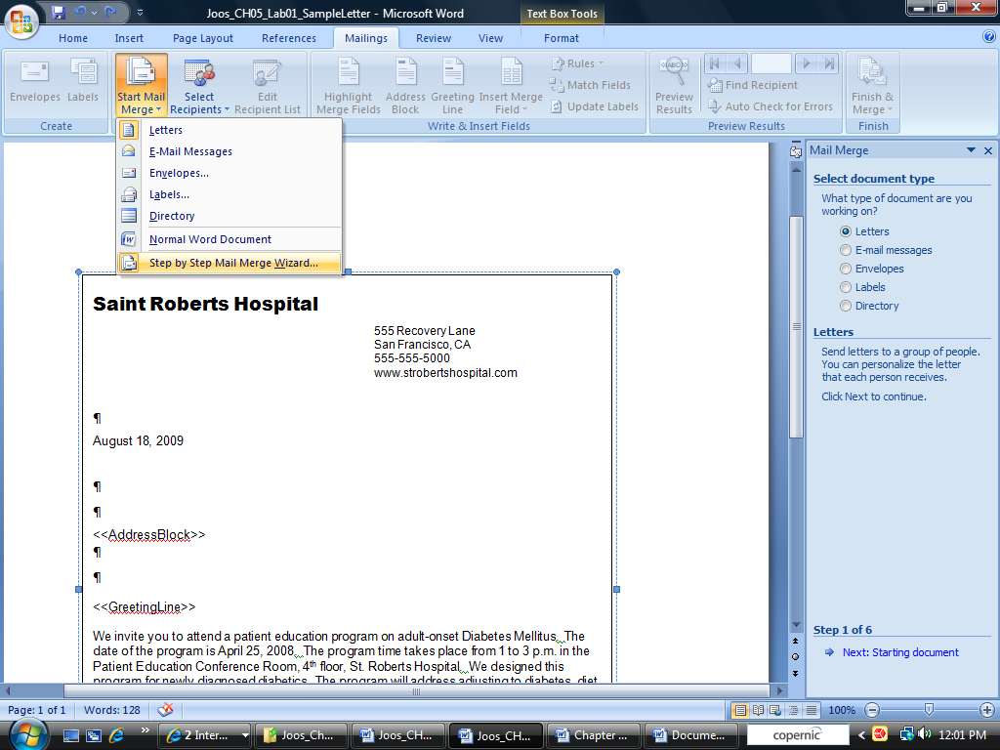 Joos_CH05_Lab01_SampleLetter - Microsoft Word
Text Box Tools
Home Insert Page Layout References Mailings Review View Format
Envelopes Labels
Create
Start Mail Merge
Select Recipients
Edit Recipient List
Highlight Merge Fields
Address Block
Greeting Line
Insert Merge Field
Rules
Match Fields
Update Labels
Write & Insert Fields
Preview Results
Find Recipient
Auto Check for Errors
Preview Results
Finish & Merge
Finish
Letters
E-Mail Messages
Envelopes...
Labels...
Directory
Normal Word Document
Step by Step Mail Merge Wizard...
Saint Roberts Hospital
555 Recovery Lane
San Francisco, CA
555-555-5000
www.strobertshospital.com
¶
August 18, 2009
¶
¶
<<AddressBlock>>
¶
¶
<<GreetingLine>>
We invite you to attend a patient education program on adult-onset Diabetes Mellitus. The
date of the program is April 25, 2008. The program time takes place from 1 to 3 p.m. in the
Patient Education Conference Room, 4th floor, St. Roberts Hospital. We designed this
program for newly diagnosed diabetics. The program will address adjusting to diabetes, diet
Mail Merge
Select document type
What type of document are you
working on?
Letters
E-mail messages
Envelopes
Labels
Directory
Letters
Send letters to a group of people.
You can personalize the letter
that each person receives.
Click Next to continue.
Step 1 of 6
Next: Starting document
Page: 1 of 1 Words: 128 100%
2 Inter... Joos_Ch... Joos_CH... Joos_CH... Chapter ... Docume... copernic 12:01 PM